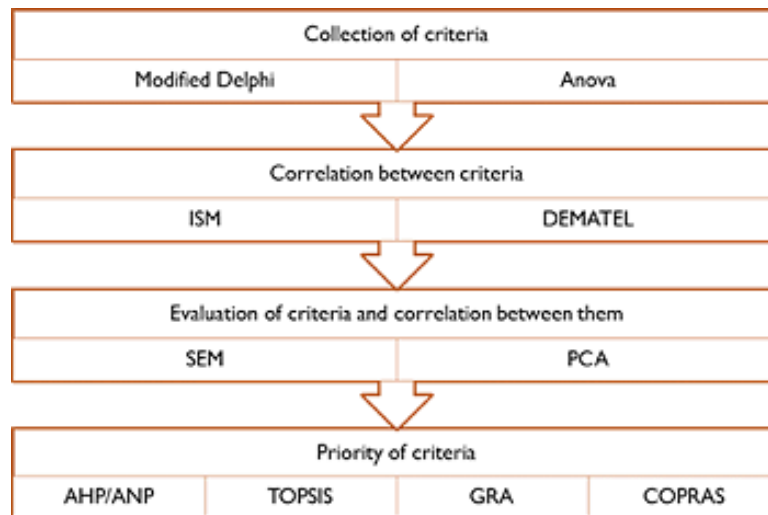 Collection of criteria
Modified Delphi Anova
Correlation between criteria
ISM DEMATEL
Evaluation of criteria and correlation between them
SEM PCA
Priority of criteria
AHP/ANP TOPSIS GRA COPRAS